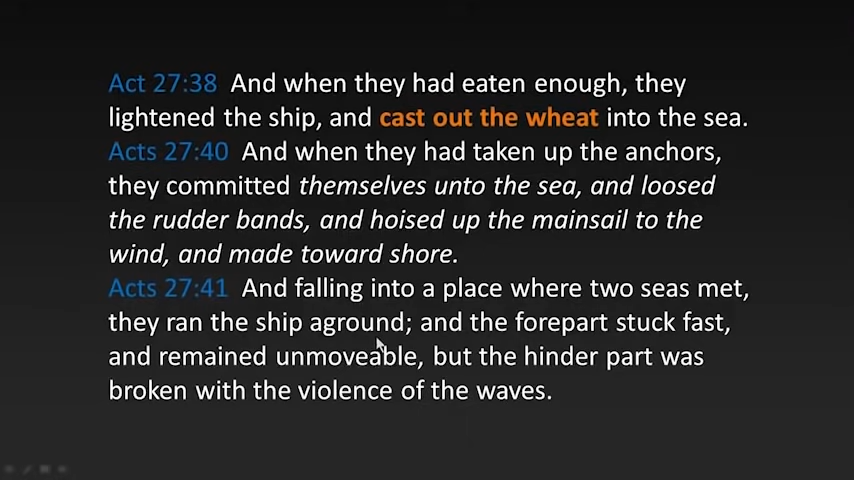 Act 27:38 And when they had eaten enough, they
lightened the ship, and cast out the wheat into the sea.
Acts 27:40 And when they had taken up the anchors,
they committed themselves unto the sea, and loosed
the rudder bands, and hoised up the mainsail to the
wind, and made toward shore.
Acts 27:41 And falling into a place where two seas met,
they ran the ship aground; and the forepart stuck fast,
and remained unmoveable, but the hinder part was
broken with the violence of the waves.